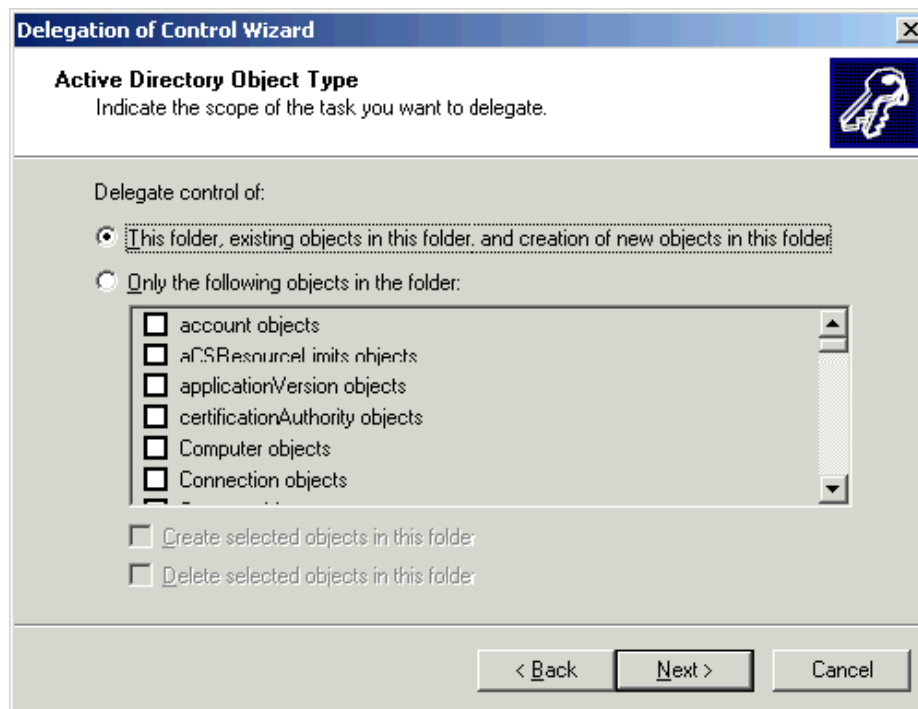 Delegation of Control Wizard
Active Directory Object Type
Indicate the scope of the task you want to delegate.
Delegate control of:
This folder, existing objects in this folder, and creation of new objects in this folder
Only the following objects in the folder:
account objects
aCSResourceLimits objects
applicationVersion objects
certificationAuthority objects
Computer objects
Connection objects
Create selected objects in this folder
Delete selected objects in this folder
< Back Next > Cancel